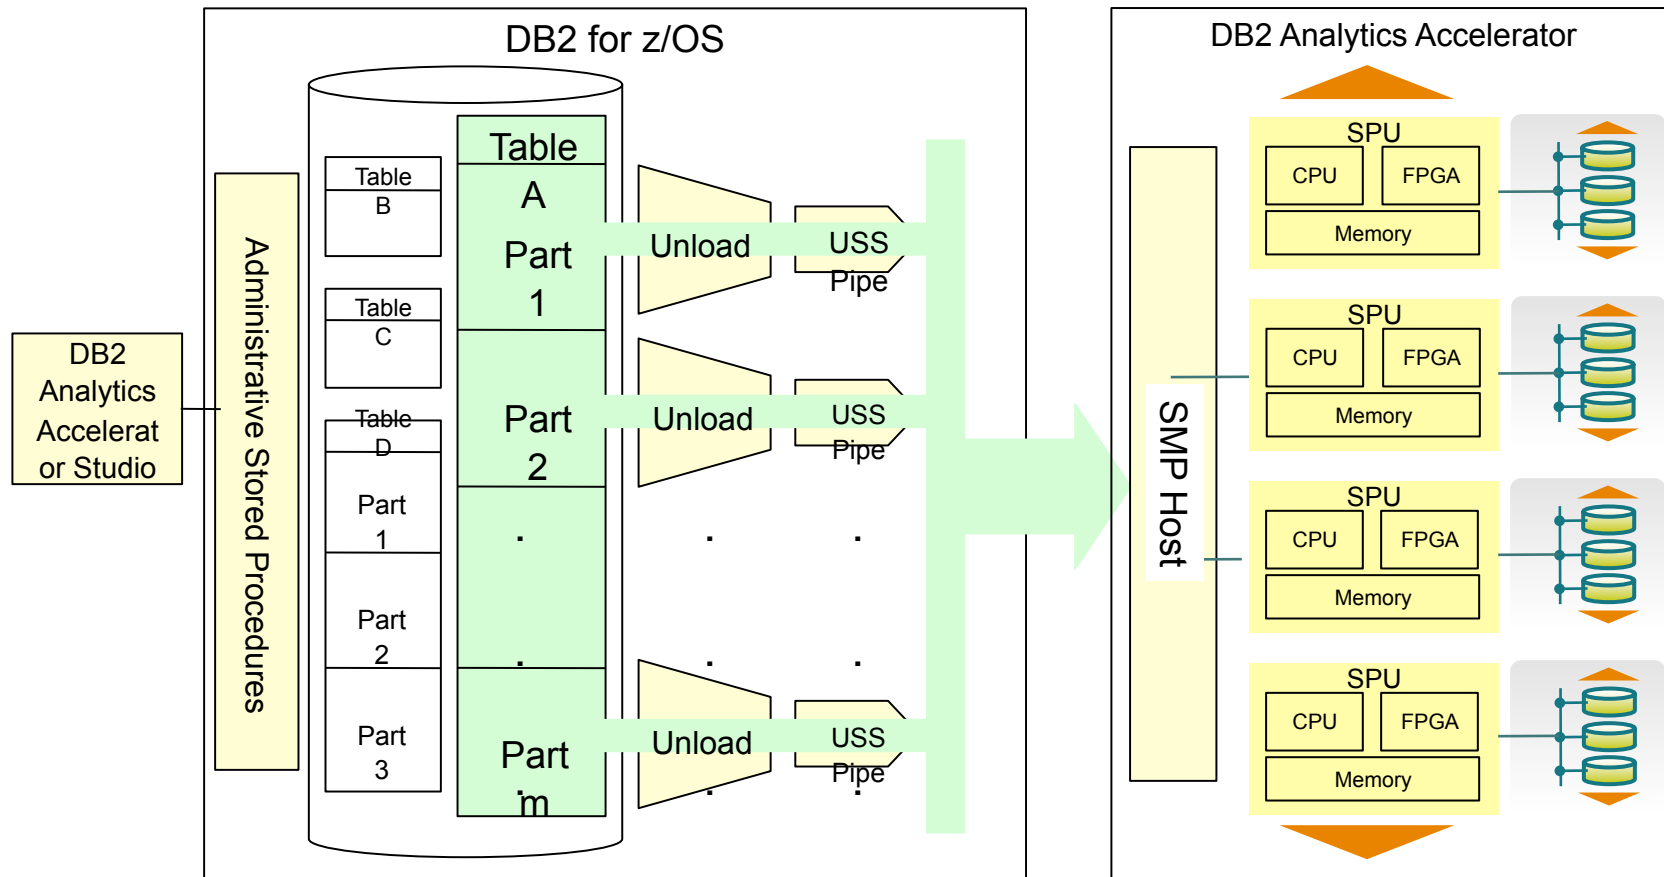 DB2 for z/OS
DB2 Analytics Accelerator
DB2
Analytics
Accelerat
or Studio
Administrative Stored Procedures
Table
B
Table
C
Table
D
Part
1
Part
2
Part
3
Table
A
Part
1
Part
2
.
.
Part
.
m
Unload
USS
Pipe
Unload
USS
Pipe
. .
. .
Unload
USS
Pipe
. .
SMP Host
SPU
CPU FPGA
Memory
SPU
CPU FPGA
Memory
SPU
CPU FPGA
Memory
SPU
CPU FPGA
Memory